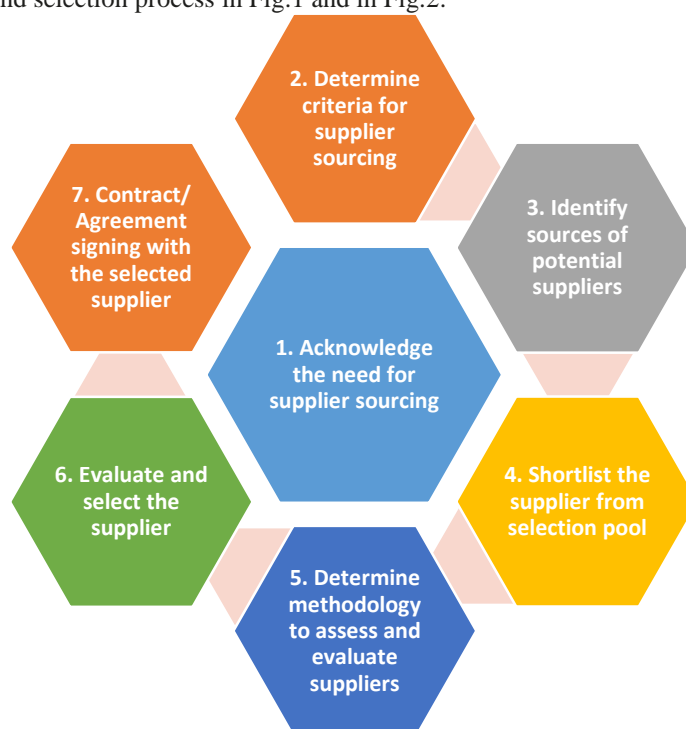 nd selection process in Fig.1 and in Fig.2.
2. Determine
criteria for
supplier
sourcing
7. Contract/
Agreement
signing with
the selected
supplier
3. Identify
sources of
potential
suppliers
1. Acknowledge
the need for
supplier sourcing
6. Evaluate and
select the
supplier
4. Shortlist the
supplier from
selection pool
5. Determine
methodology
to assess and
evaluate
suppliers